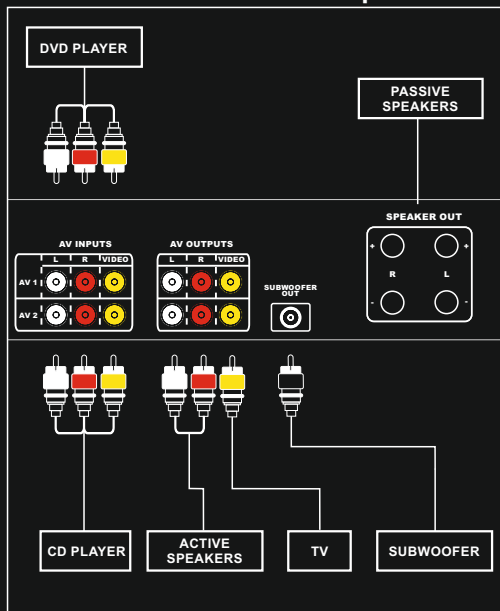 DVD PLAYER
PASSIVE
SPEAKERS
SPEAKER OUT
AV INPUTS
AV OUTPUTS
L R VIDEO
L R VIDEO
+ +
R L
- -
AV 1
AV 2
SUBWOOFER
OUT
CD PLAYER
ACTIVE
SPEAKERS
TV
SUBWOOFER